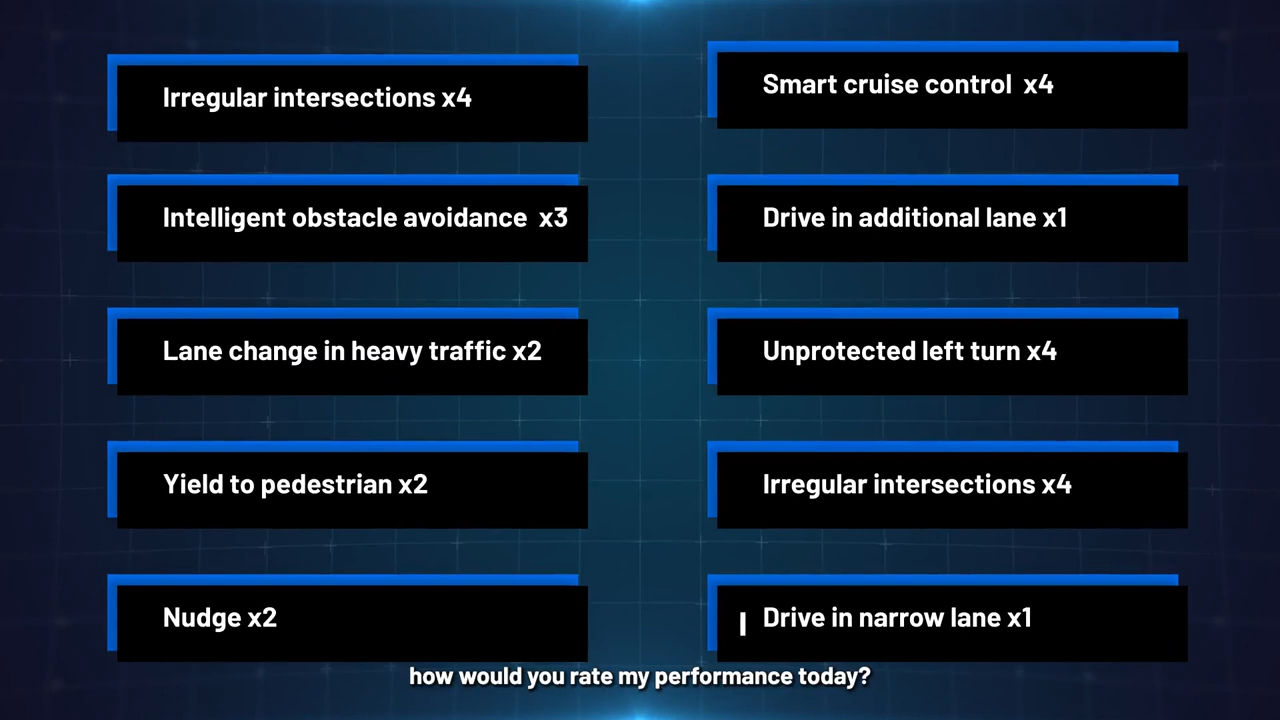 Irregular intersections x4
Smart cruise control x4
Intelligent obstacle avoidance x3
Drive in additional lane x1
Lane change in heavy traffic x2
Unprotected left turn x4
Yield to pedestrian x2
Irregular intersections x4
Nudge x2
| Drive in narrow lane x1
how would you rate my performance today?